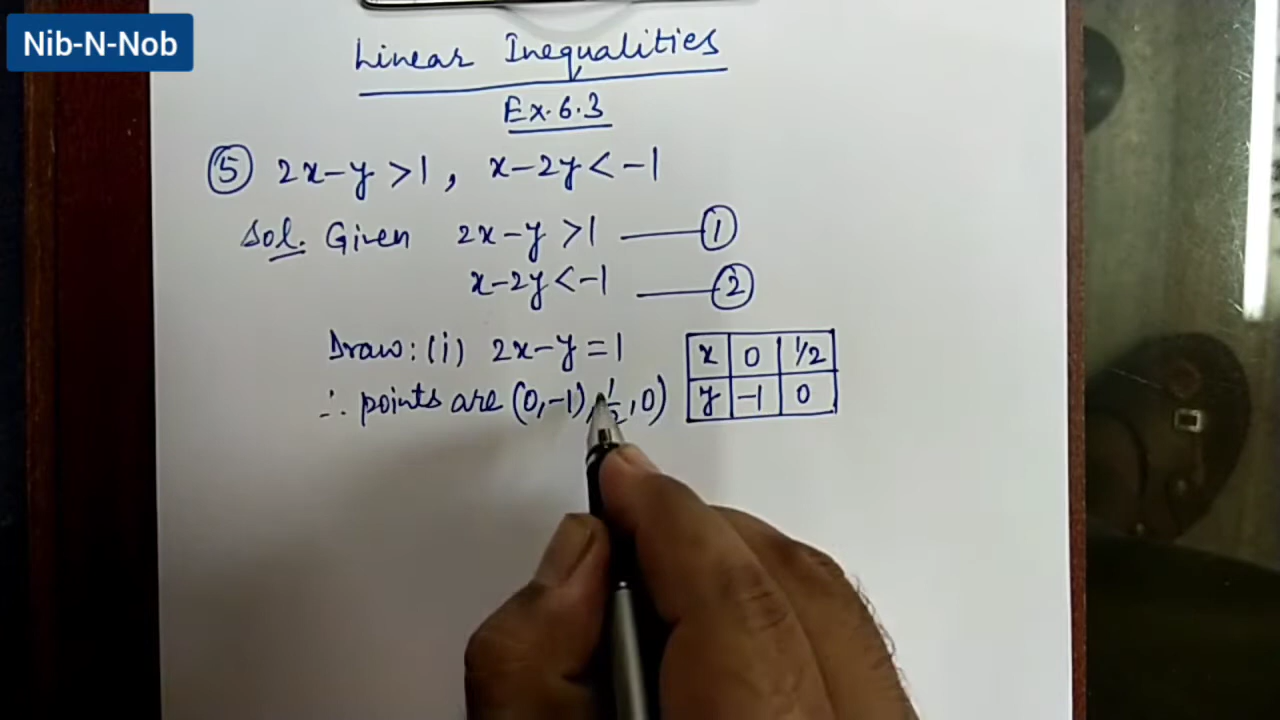 Nib-N-Nob
Linear Inequalities
Ex. 6.3
⑤ 2x-y >1, x-2y < -1
Sol. Given 2x-y >1 —— ①
x-2y < -1 —— ②
Draw: (i) 2x-y = 1
x 0 1/2
∴ points are (0,-1), 1/2, 0)
y -1 0